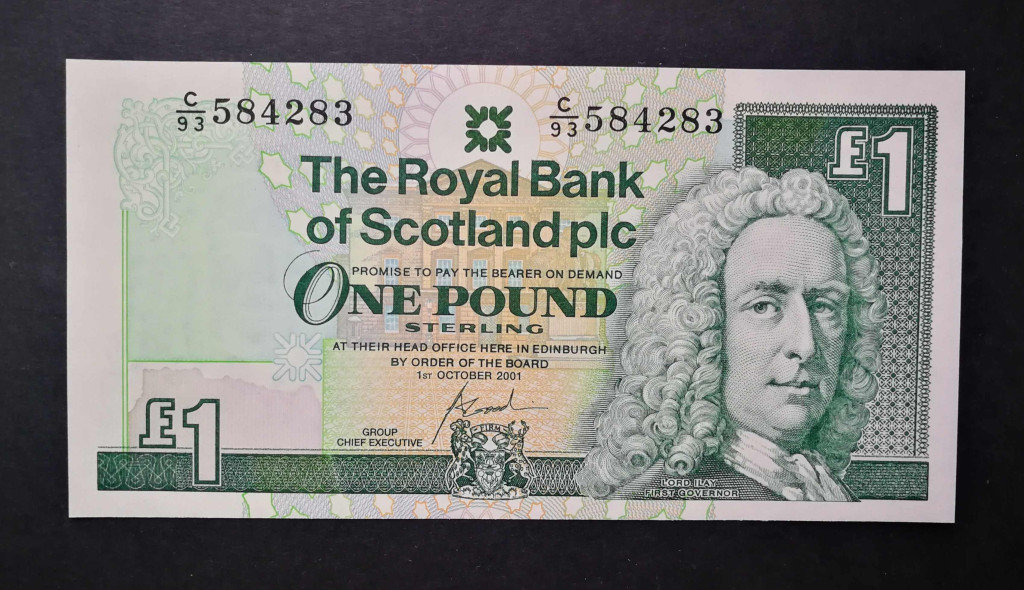 C/93 584283
C/93 584283
£1
The Royal Bank
of Scotland plc
PROMISE TO PAY THE BEARER ON DEMAND
ONE POUND
STERLING
AT THEIR HEAD OFFICE HERE IN EDINBURGH
BY ORDER OF THE BOARD
1ST OCTOBER 2001
£1
GROUP
CHIEF EXECUTIVE
FIRM
LORD ILAY
FIRST GOVERNOR